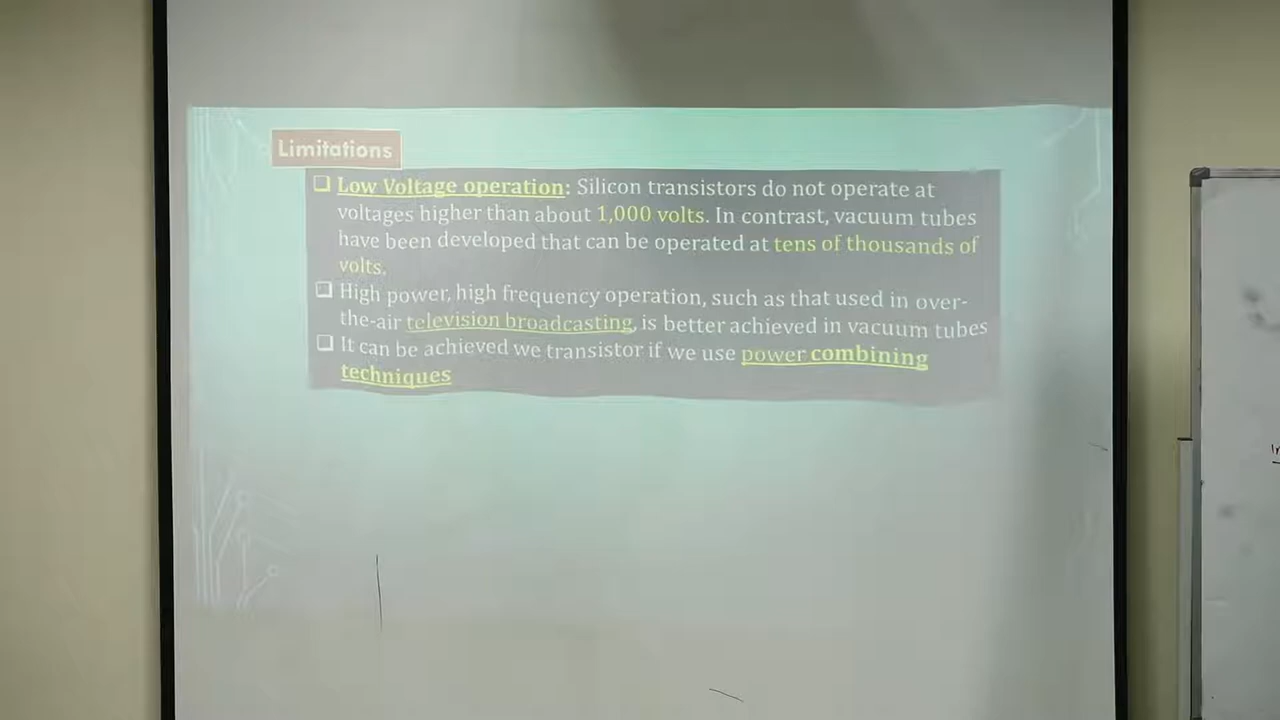 Limitations
❑ Low Voltage operation: Silicon transistors do not operate at
voltages higher than about 1,000 volts. In contrast, vacuum tubes
have been developed that can be operated at tens of thousands of
volts.
❑ High power, high frequency operation, such as that used in over-
the-air television broadcasting, is better achieved in vacuum tubes
❑ It can be achieved we transistor if we use power combining
techniques